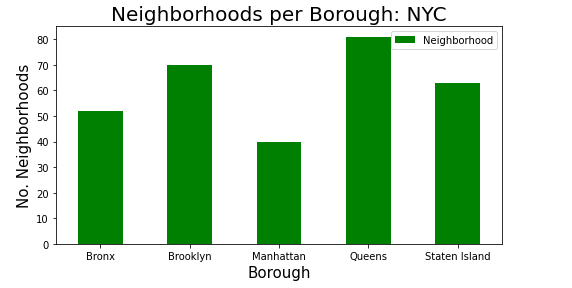 Neighborhoods per Borough: NYC
Neighborhood
No. Neighborhoods
80
70
60
50
40
30
20
10
0
Bronx Brooklyn Manhattan Queens Staten Island
Borough